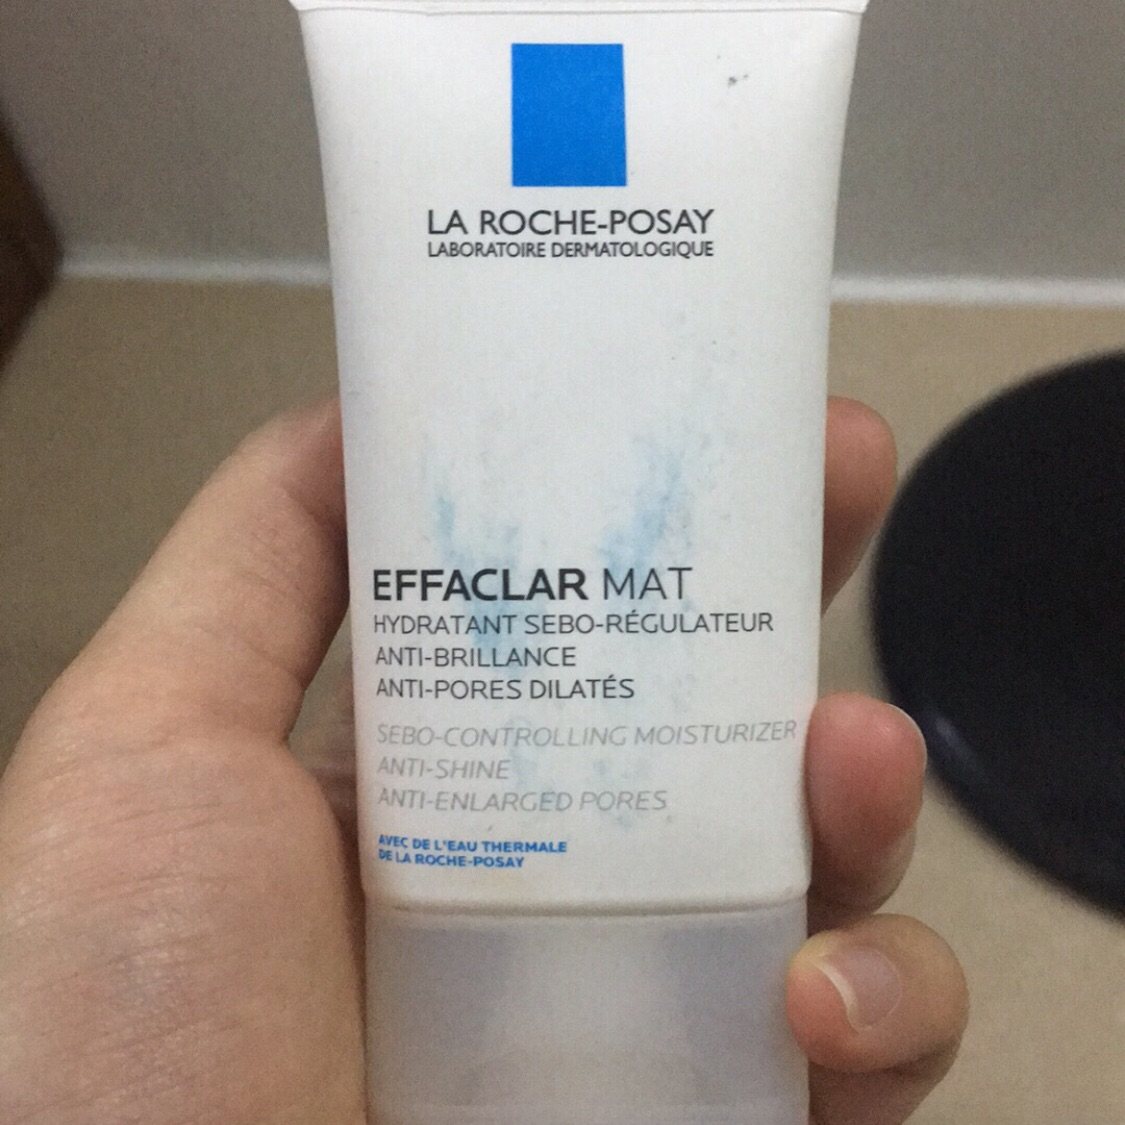 LA ROCHE-POSAY
LABORATOIRE DERMATOLOGIQUE
EFFACLAR MAT
HYDRATANT SEBO-RÉGULATEUR
ANTI-BRILLANCE
ANTI-PORES DILATÉS
SEBO-CONTROLLING MOISTURIZER
ANTI-SHINE
ANTI-ENLARGED PORES
AVEC DE L'EAU THERMALE
DE LA ROCHE-POSAY